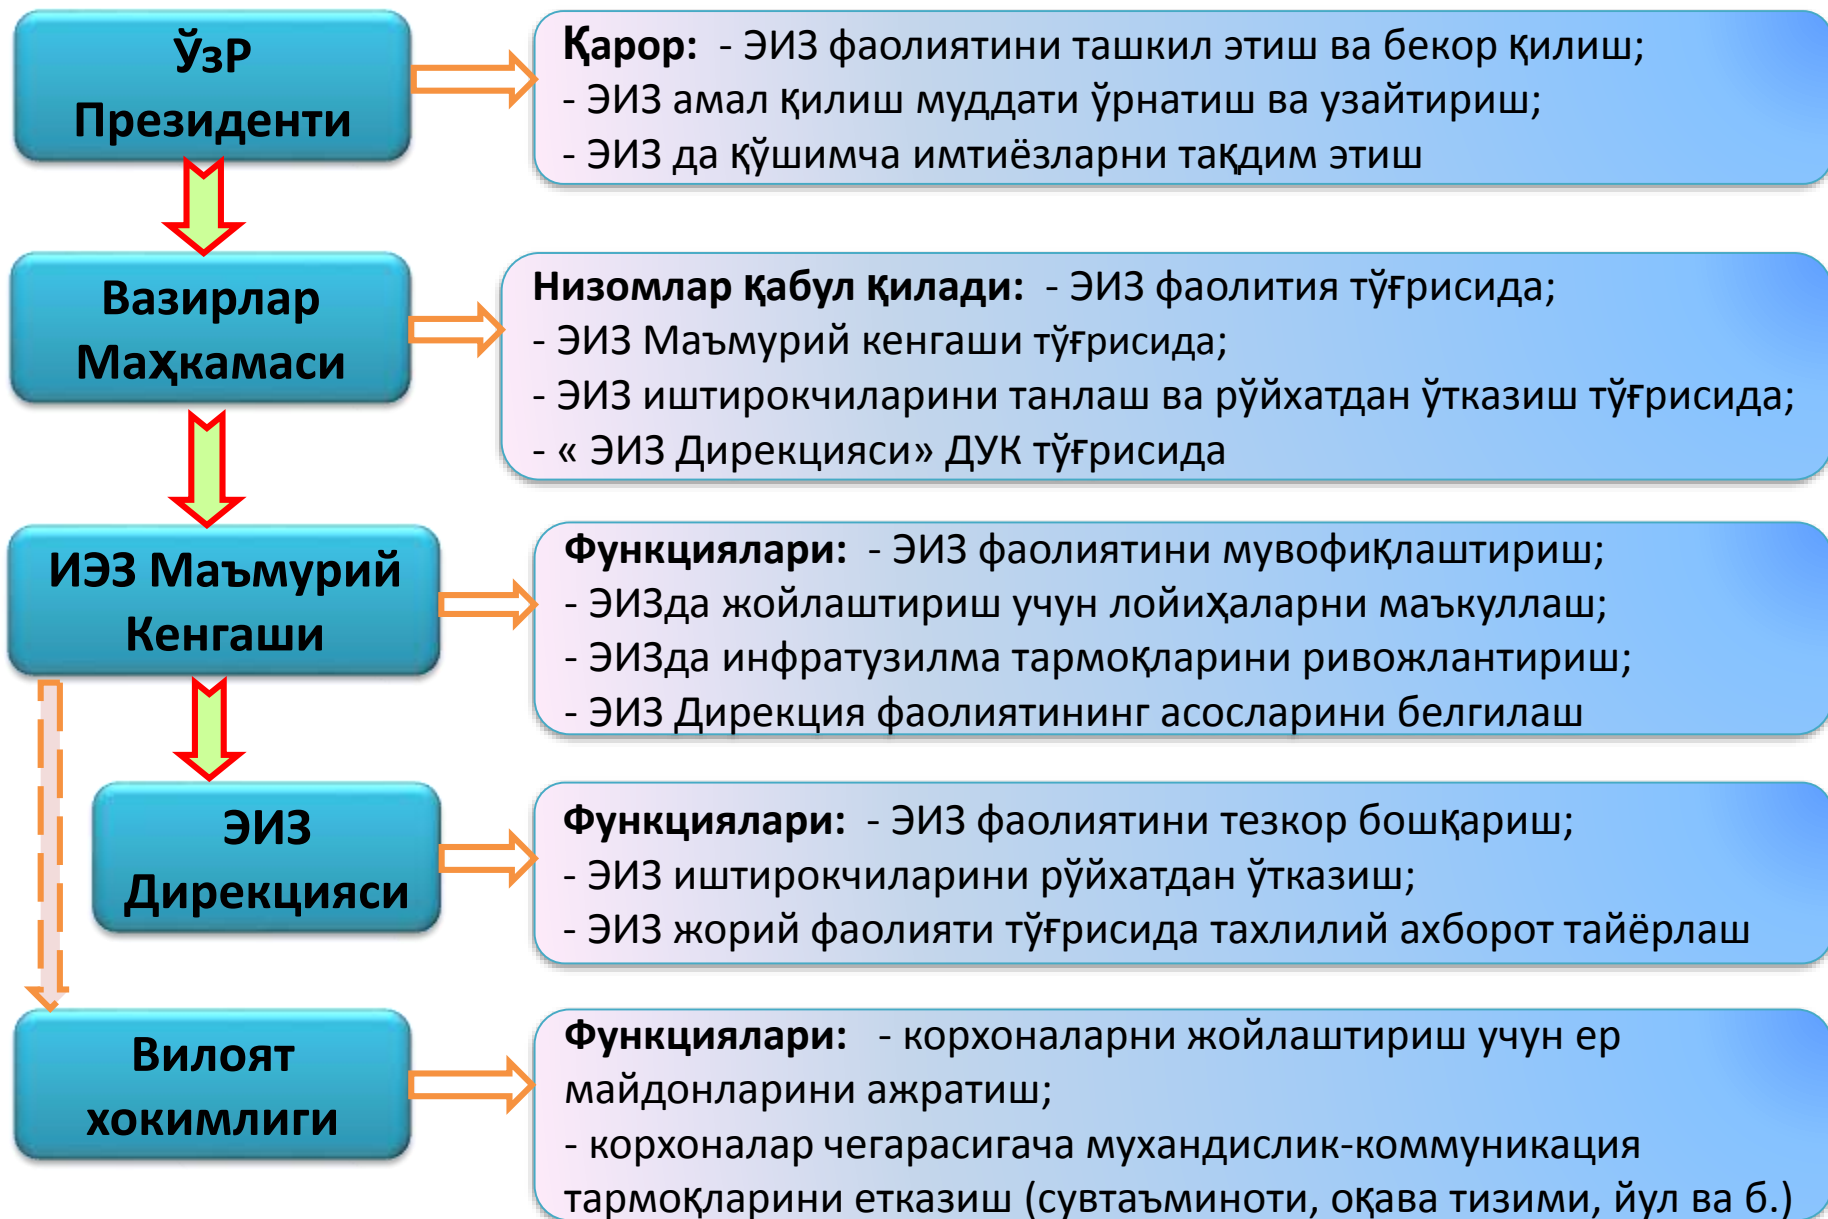 ЎзР
Президенти
Қарор: - ЭИЗ фаолиятини ташкил этиш ва бекор қилиш;
- ЭИЗ амал қилиш муддати ўрнатиш ва узайтириш;
- ЭИЗ да қўшимча имтиёзларни тақдим этиш
Вазирлар
Маҳкамаси
Низомлар қабул қилади: - ЭИЗ фаолития тўғрисида;
- ЭИЗ Маъмурий кенгаши тўғрисида;
- ЭИЗ иштирокчиларини танлаш ва рўйхатдан ўтказиш тўғрисида;
- « ЭИЗ Дирекцияси» ДУК тўғрисида
ИЭЗ Маъмурий
Кенгаши
Функциялари: - ЭИЗ фаолиятини мувофиқлаштириш;
- ЭИЗда жойлаштириш учун лойиҳаларни маъкуллаш;
- ЭИЗда инфратузилма тармоқларини ривожлантириш;
- ЭИЗ Дирекция фаолиятининг асосларини белгилаш
ЭИЗ
Дирекцияси
Функциялари: - ЭИЗ фаолиятини тезкор бошқариш;
- ЭИЗ иштирокчиларини рўйхатдан ўтказиш;
- ЭИЗ жорий фаолияти тўғрисида тахлилий ахборот тайёрлаш
Вилоят
хокимлиги
Функциялари: - корхоналарни жойлаштириш учун ер
майдонларини ажратиш;
- корхоналар чегарасигача мухандислик-коммуникация
тармоқларини етказиш (сувтаъминоти, оқава тизими, йул ва б.)